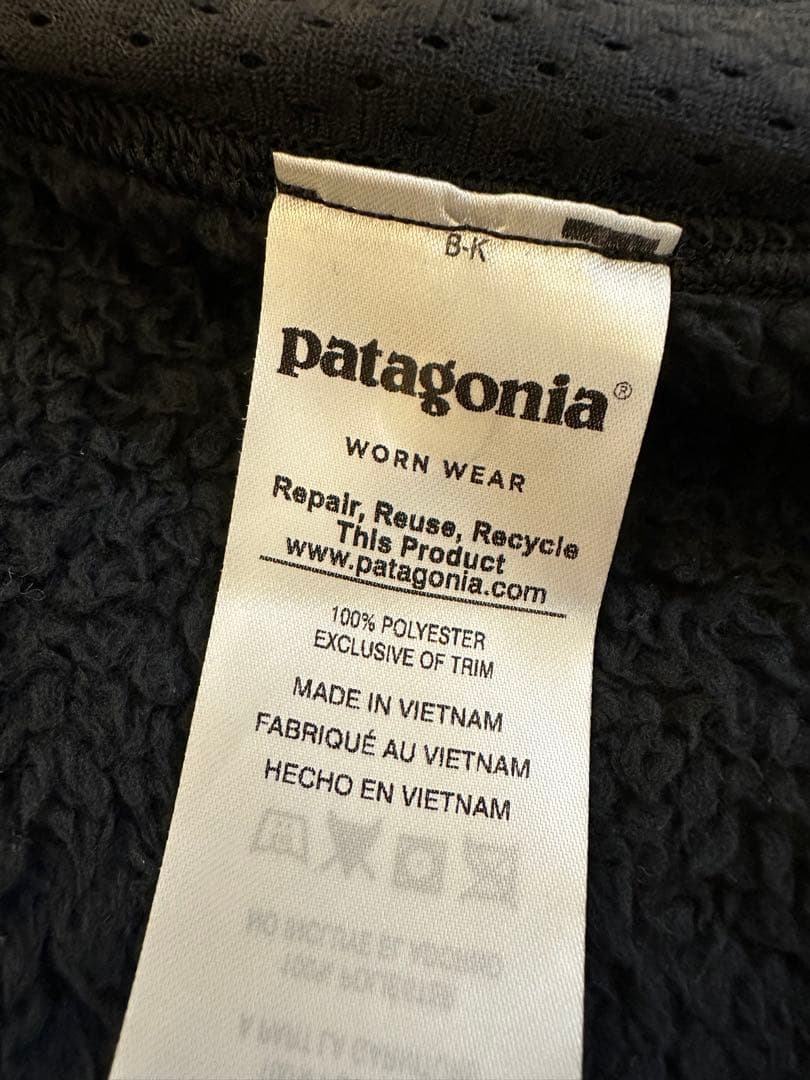 B-K
patagonia®
WORN WEAR
Repair, Reuse, Recycle
This Product
www.patagonia.com
100% POLYESTER
EXCLUSIVE OF TRIM
MADE IN VIETNAM
FABRIQUÉ AU VIETNAM
HECHO EN VIETNAM